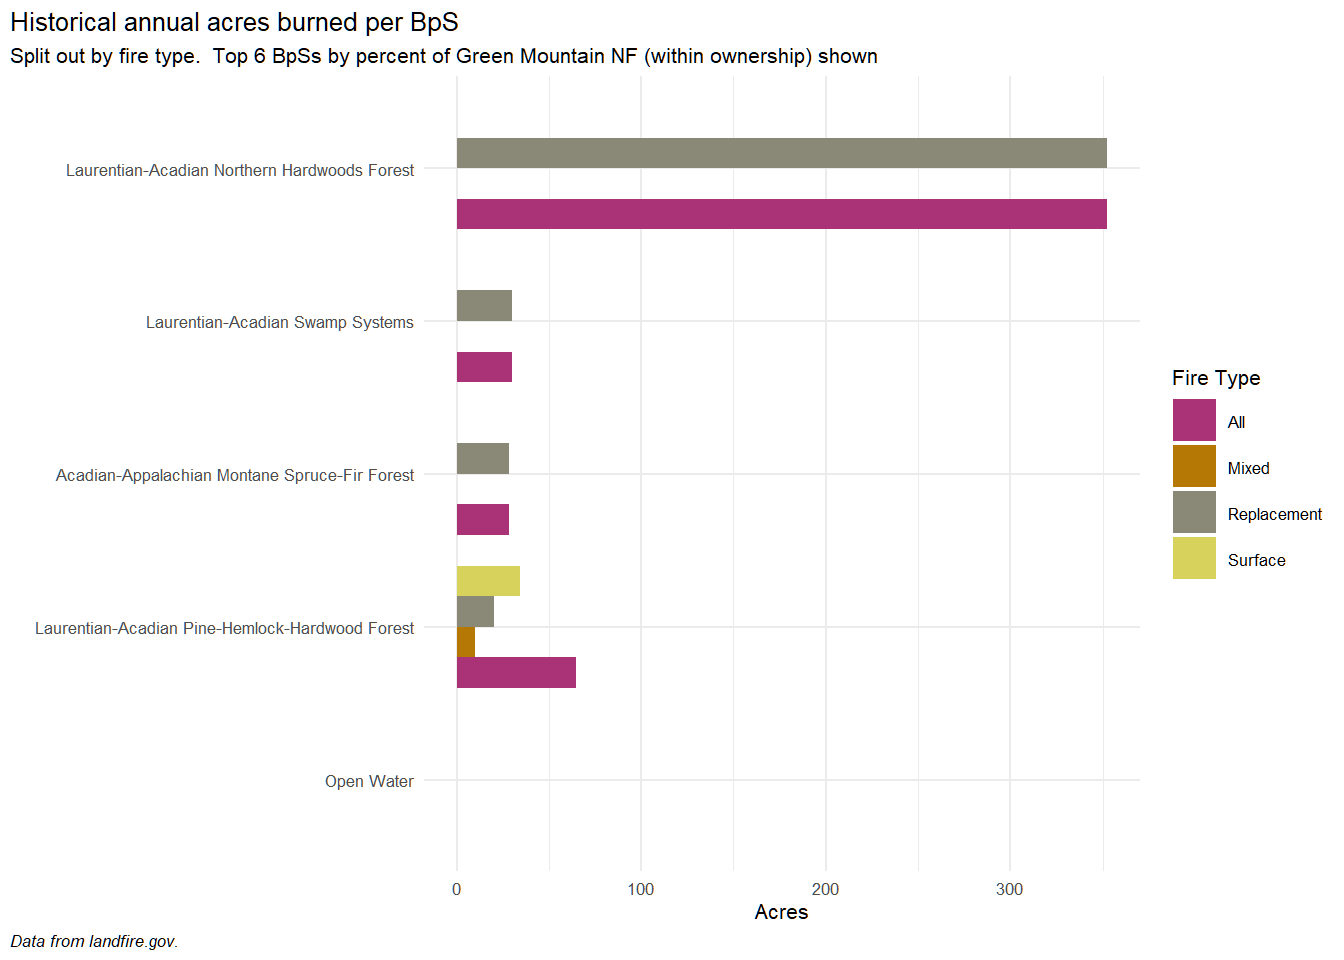 Historical annual acres burned per BpS
Split out by fire type.  Top 6 BpSs by percent of Green Mountain NF (within ownership) shown
Laurentian-Acadian Northern Hardwoods Forest
Laurentian-Acadian Swamp Systems
Acadian-Appalachian Montane Spruce-Fir Forest
Laurentian-Acadian Pine-Hemlock-Hardwood Forest
Open Water
0 100 200 300
Acres
Fire Type
All
Mixed
Replacement
Surface
Data from landfire.gov.